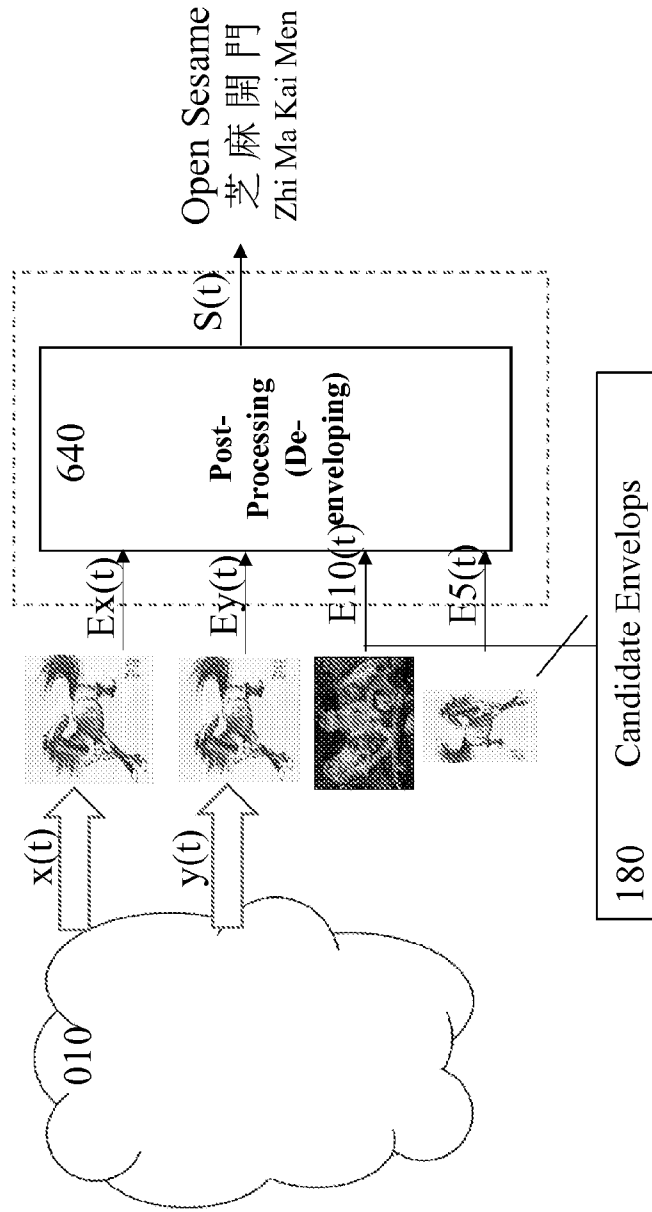 010
x(t)
y(t)
Ex(t)
Ey(t)
E10(t)
E5(t)
640
Post-
Processing
(De-
enveloping)
S(t)
Open Sesame
芝麻開門
Zhi Ma Kai Men
180 Candidate Envelops